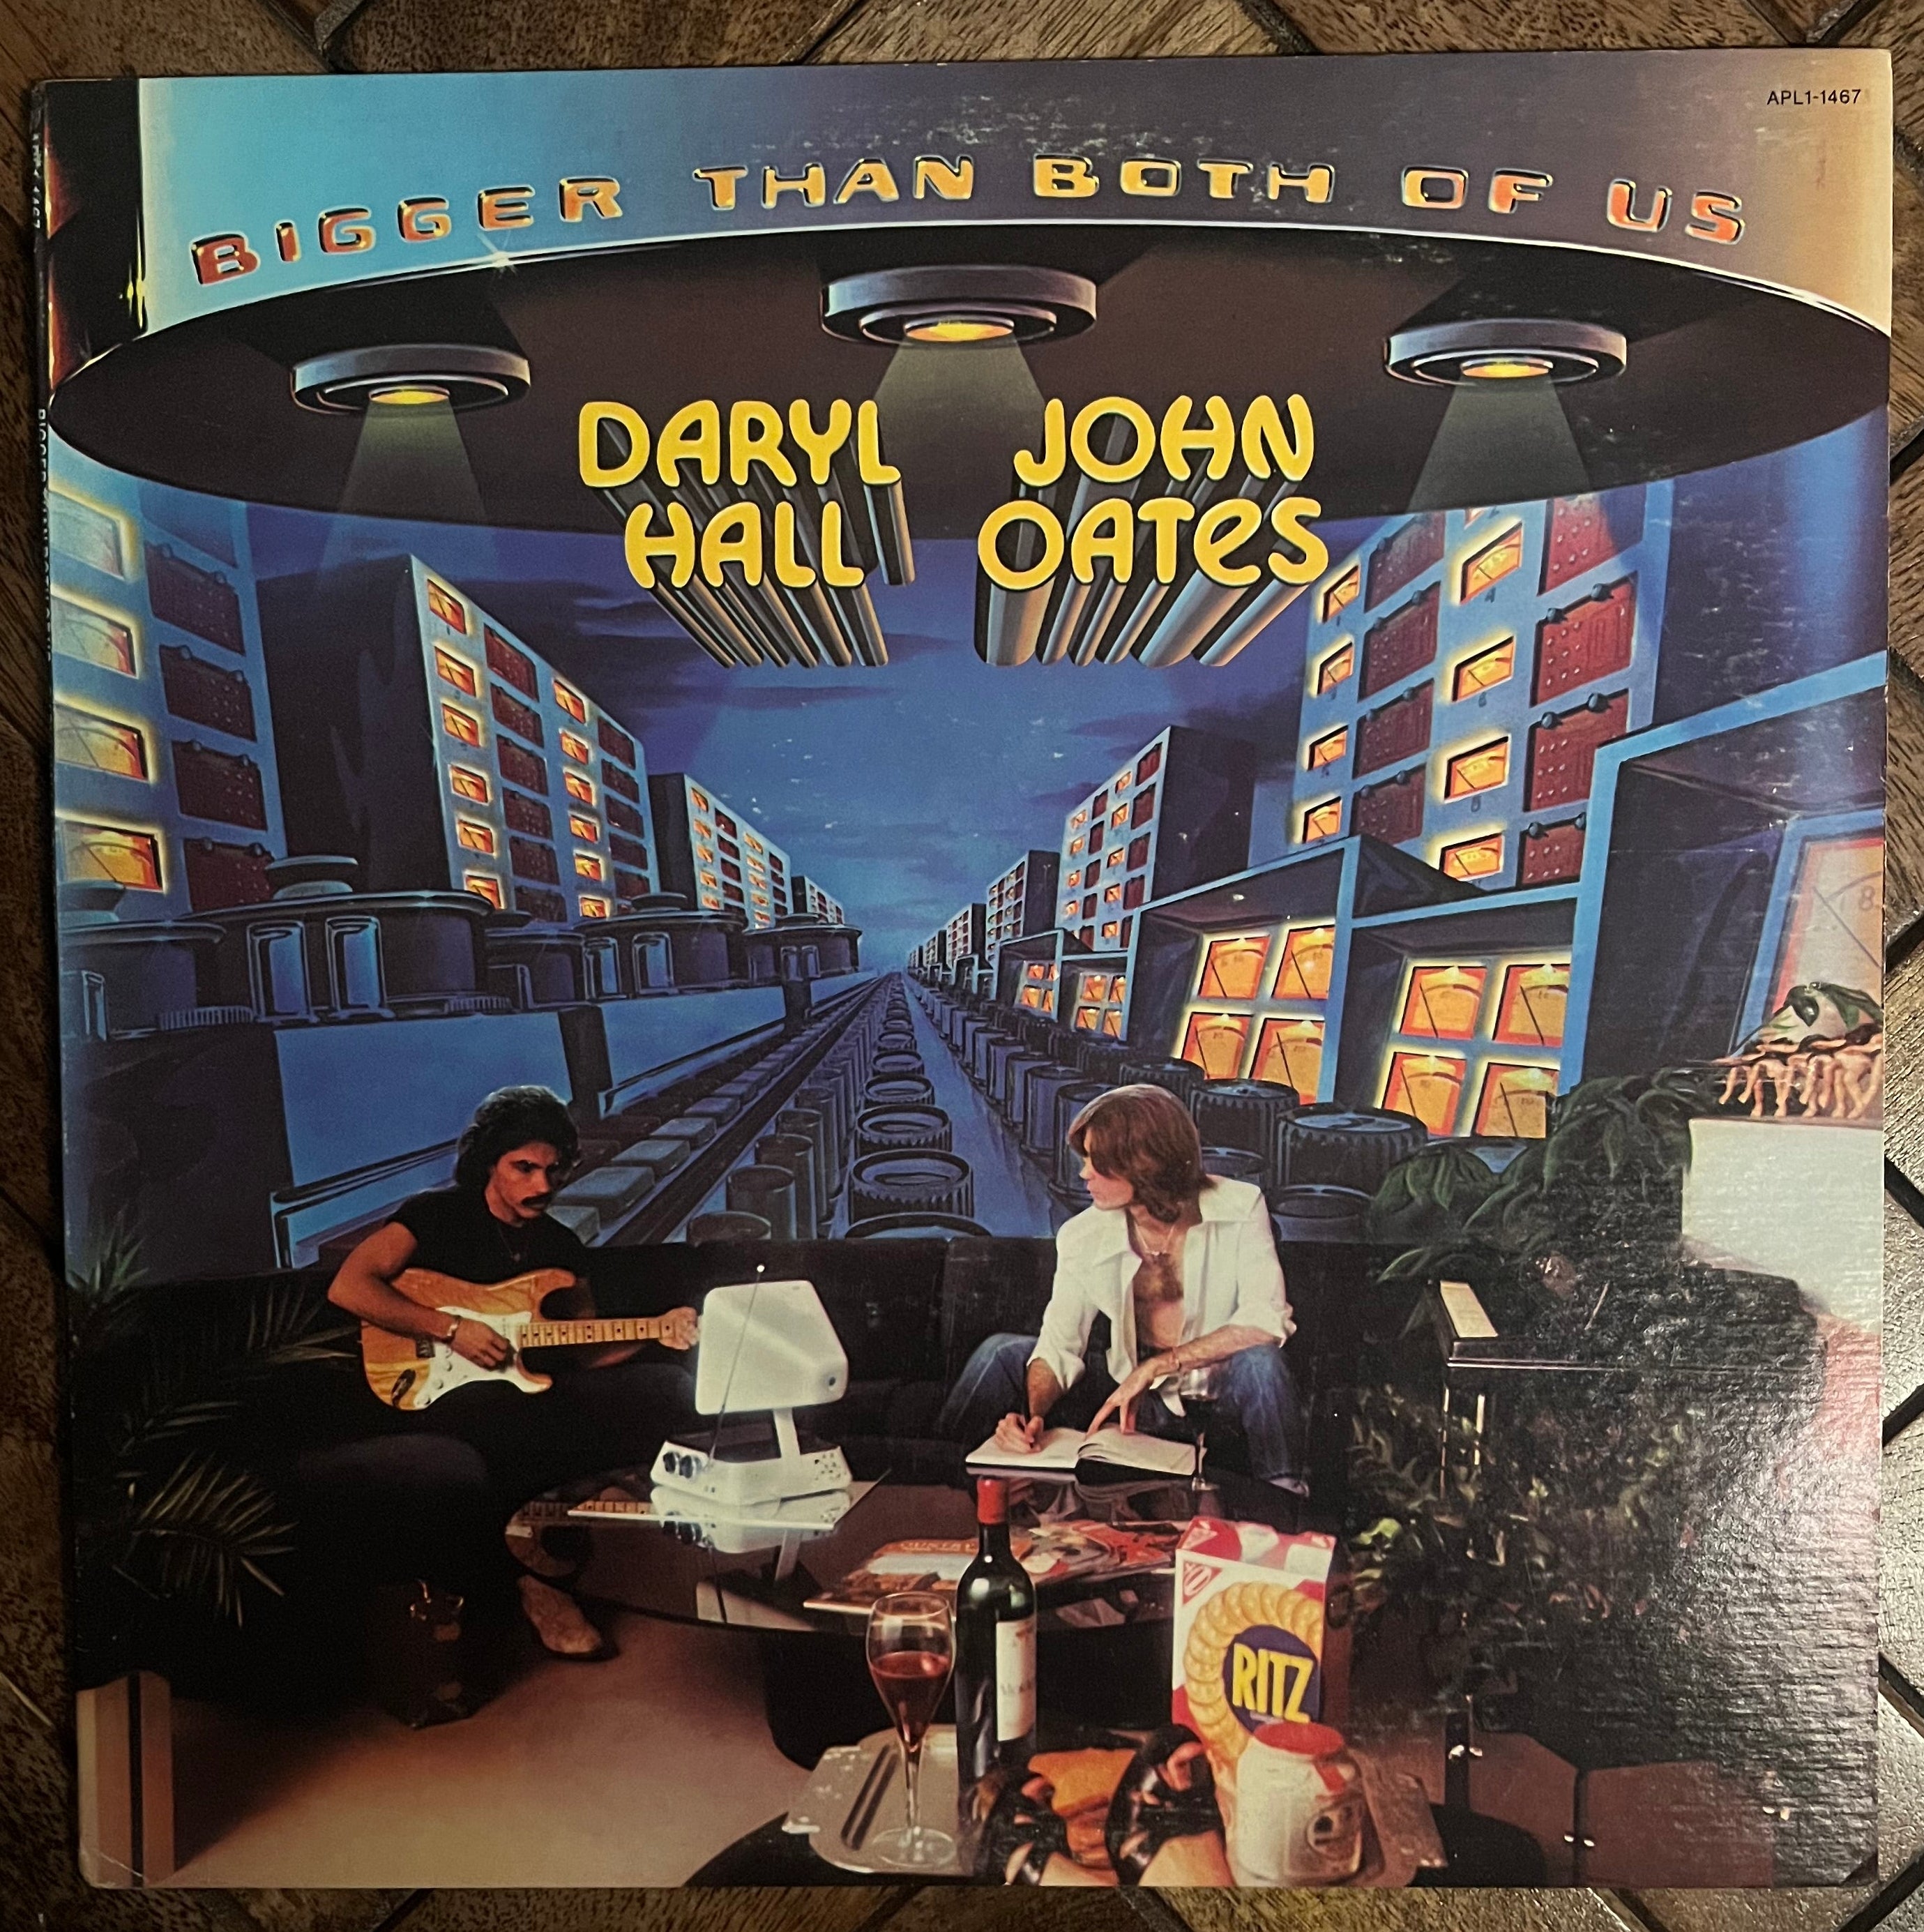 APL1-1467
BIGGER THAN BOTH OF US
DARYL HALL
JOHN OATES
RITZ